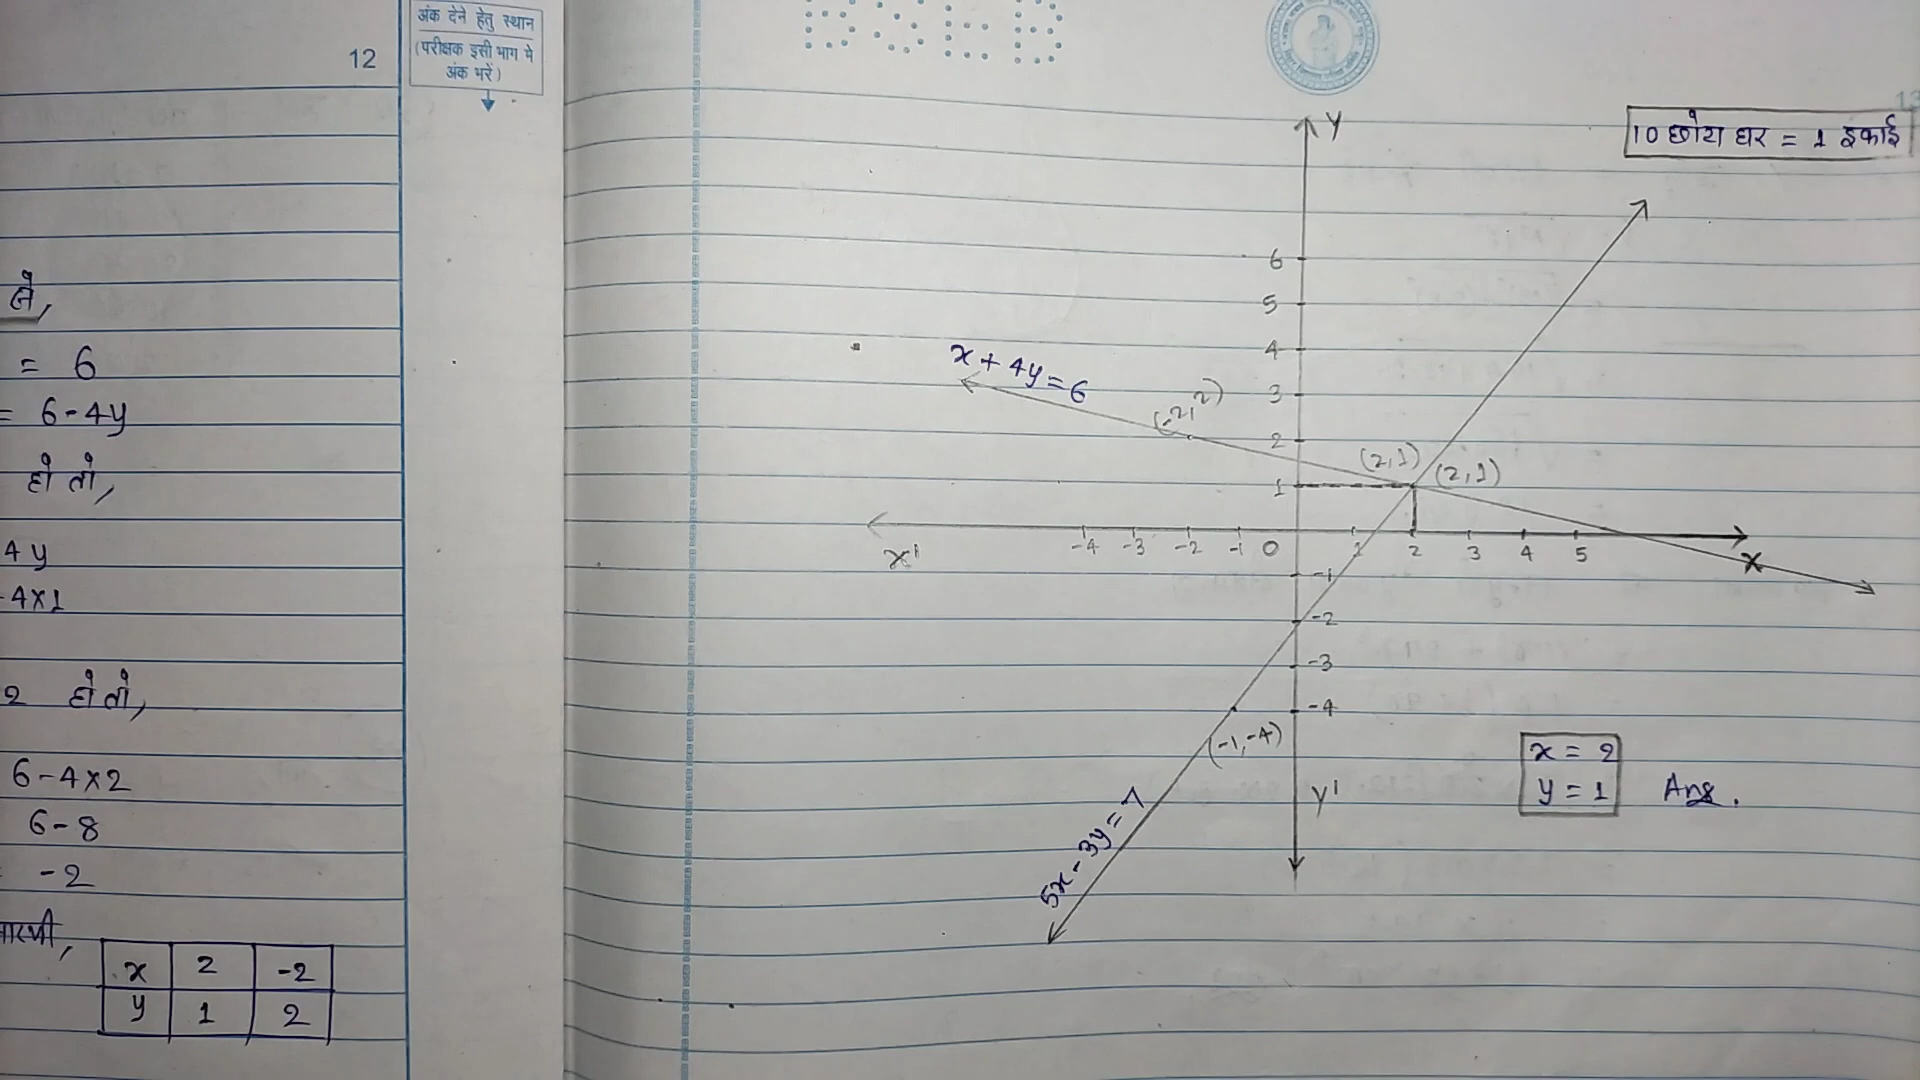 12
अंक देने हेतु स्थान
(परीक्षक इसी भाग मे
अंक भरें)
ले,
= 6
= 6-4y
हो तो,
4y
-4×1
2 हो तो,
6-4×2
6-8
-2
सारणी,
x 2 -2
y 1 2
BSEB
13
10 छोटा घर = 1 इकाई
Y
6
5
4
x+4y=6
3
(-2,2)
2
(2,1) (2,1)
1
X' -4 -3 -2 -1 0 1 2 3 4 5 X
-1
-2
-3
-4
(-1,-4)
x = 2
y = 1 Ans.
Y'
5x-3y=7